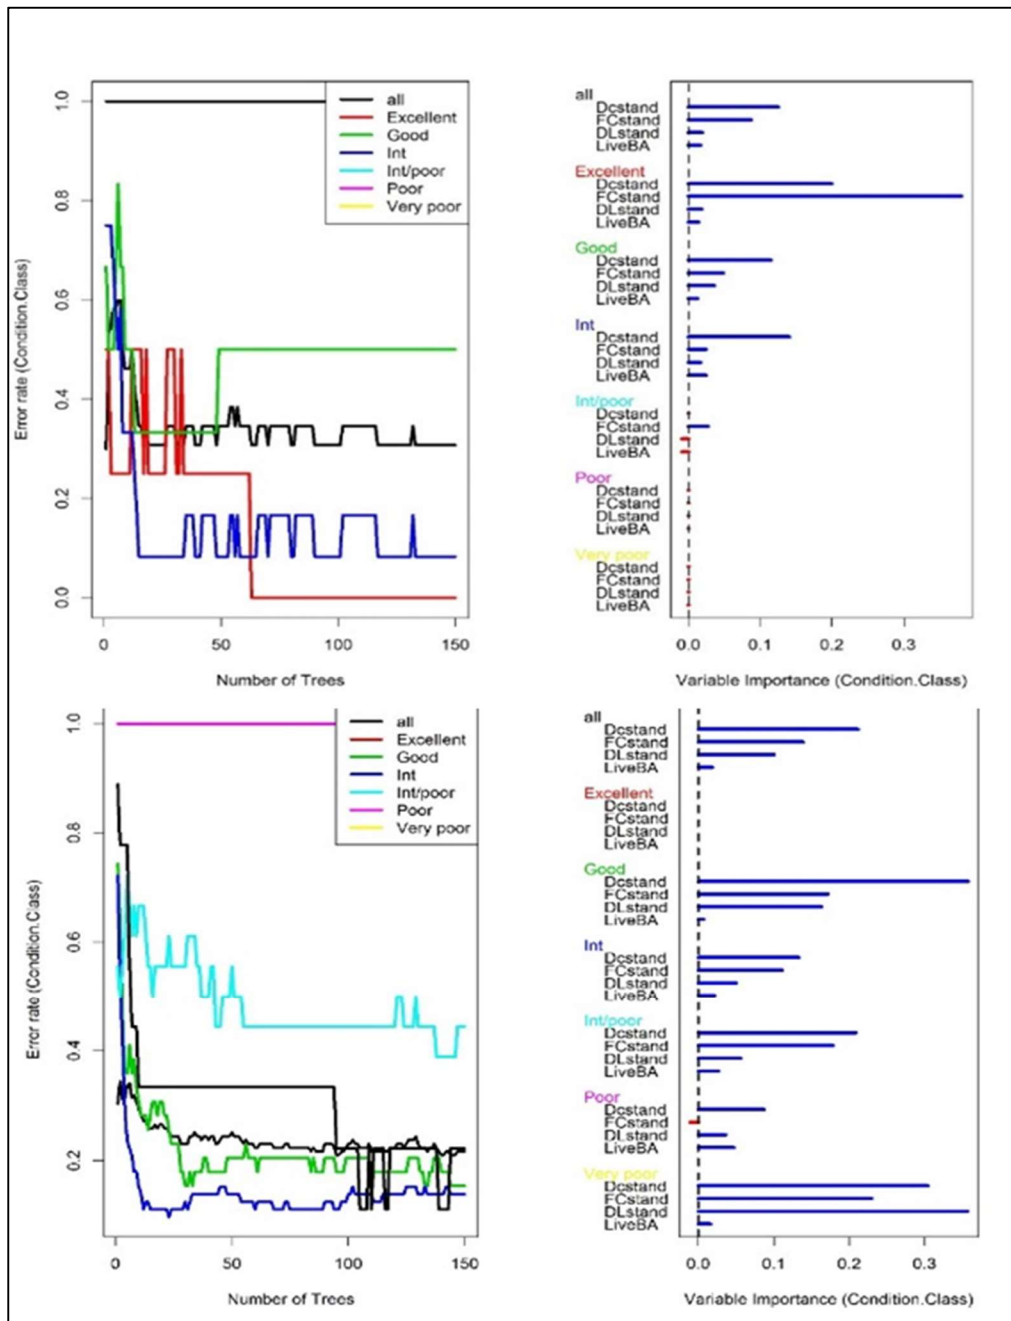 1.0
0.8
0.6
0.4
0.2
0.0
Error rate (Condition.Class)
all
Excellent
Good
Int
Int/poor
Poor
Very poor
0 50 100 150
Number of Trees
all
Dcstand
FCstand
DLstand
LiveBA
Excellent
Dcstand
FCstand
DLstand
LiveBA
Good
Dcstand
FCstand
DLstand
LiveBA
Int
Dcstand
FCstand
DLstand
LiveBA
Int/poor
Dcstand
FCstand
DLstand
LiveBA
Poor
Dcstand
FCstand
DLstand
LiveBA
Very poor
Dcstand
FCstand
DLstand
LiveBA
0.0 0.1 0.2 0.3
Variable Importance (Condition.Class)
1.0
0.8
0.6
0.4
0.2
Error rate (Condition.Class)
all
Excellent
Good
Int
Int/poor
Poor
Very poor
0 50 100 150
Number of Trees
all
Dcstand
FCstand
DLstand
LiveBA
Excellent
Dcstand
FCstand
DLstand
LiveBA
Good
Dcstand
FCstand
DLstand
LiveBA
Int
Dcstand
FCstand
DLstand
LiveBA
Int/poor
Dcstand
FCstand
DLstand
LiveBA
Poor
Dcstand
FCstand
DLstand
LiveBA
Very poor
Dcstand
FCstand
DLstand
LiveBA
0.0 0.1 0.2 0.3
Variable Importance (Condition.Class)